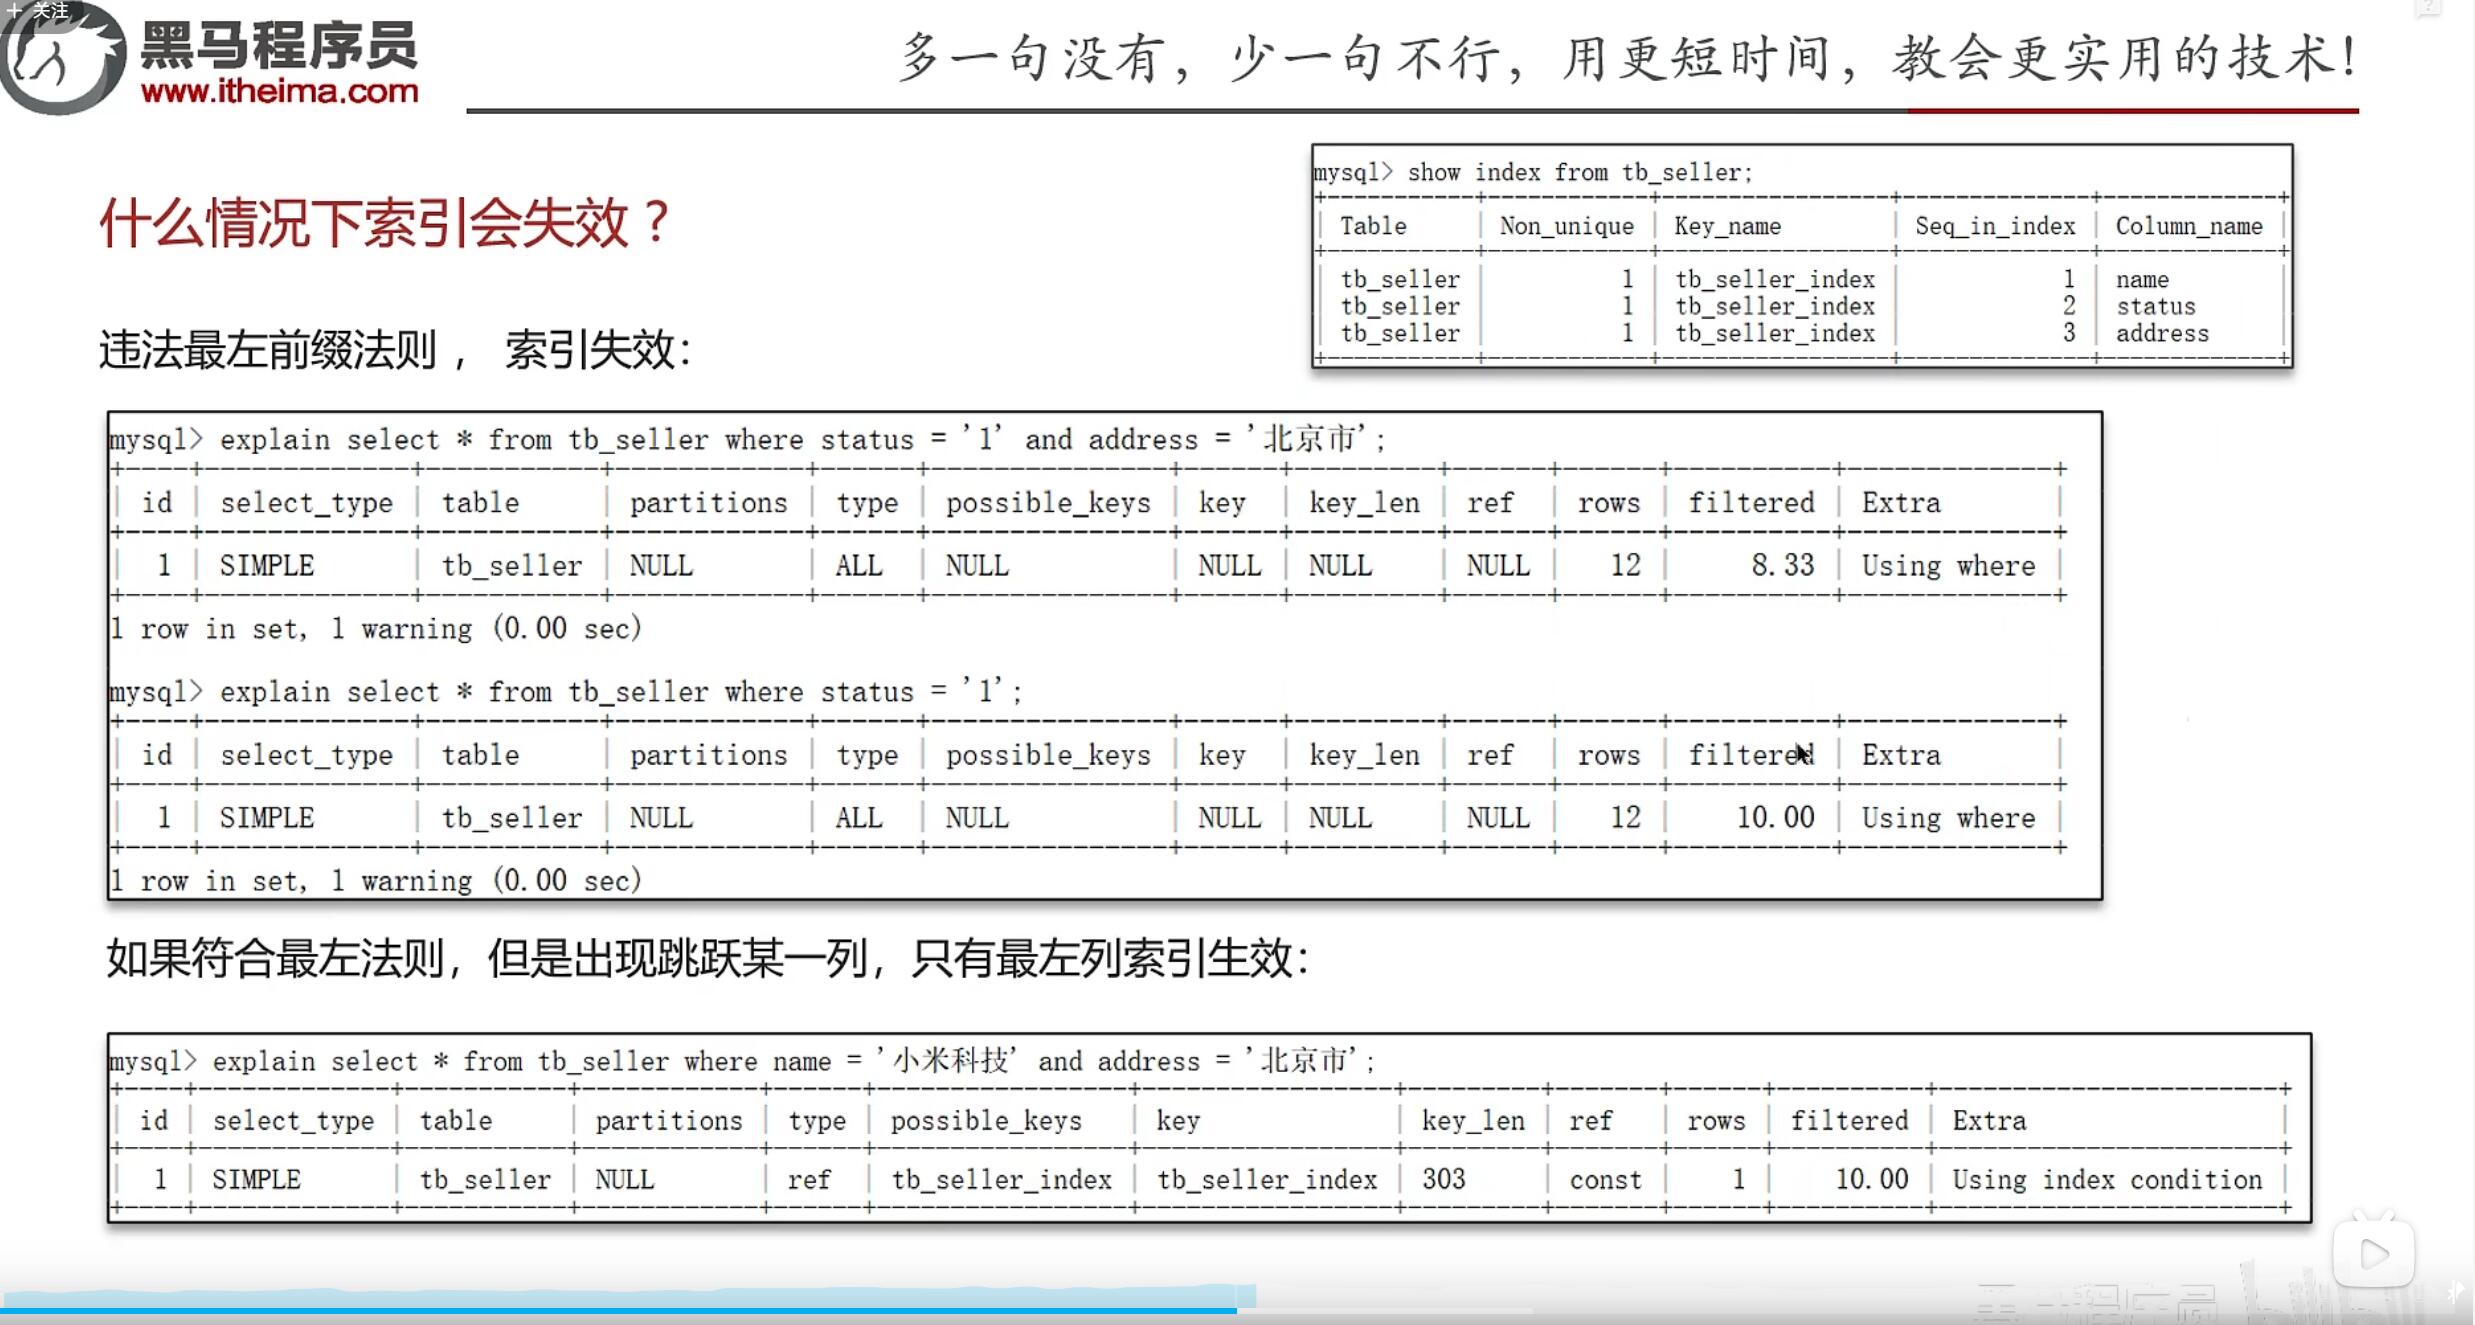 + 关注
黑马程序员
www.itheima.com
多一句没有，少一句不行，用更短时间，教会更实用的技术！
什么情况下索引会失效？
违法最左前缀法则， 索引失效：
mysql> show index from tb_seller;
| Table | Non_unique | Key_name | Seq_in_index | Column_name |
| tb_seller | 1 | tb_seller_index | 1 | name
| tb_seller | 1 | tb_seller_index | 2 | status
| tb_seller | 1 | tb_seller_index | 3 | address
mysql> explain select * from tb_seller where status = '1' and address = '北京市';
| id | select_type | table | partitions | type | possible_keys | key | key_len | ref | rows | filtered | Extra |
| 1 | SIMPLE | tb_seller | NULL | ALL | NULL | NULL | NULL | NULL | 12 | 8.33 | Using where |
1 row in set, 1 warning (0.00 sec)
mysql> explain select * from tb_seller where status = '1';
| id | select_type | table | partitions | type | possible_keys | key | key_len | ref | rows | filtered | Extra |
| 1 | SIMPLE | tb_seller | NULL | ALL | NULL | NULL | NULL | NULL | 12 | 10.00 | Using where |
1 row in set, 1 warning (0.00 sec)
如果符合最左法则，但是出现跳跃某一列，只有最左列索引生效：
mysql> explain select * from tb_seller where name = '小米科技' and address = '北京市';
| id | select_type | table | partitions | type | possible_keys | key | key_len | ref | rows | filtered | Extra |
| 1 | SIMPLE | tb_seller | NULL | ref | tb_seller_index | tb_seller_index | 303 | const | 1 | 10.00 | Using index condition |
黑马程序员